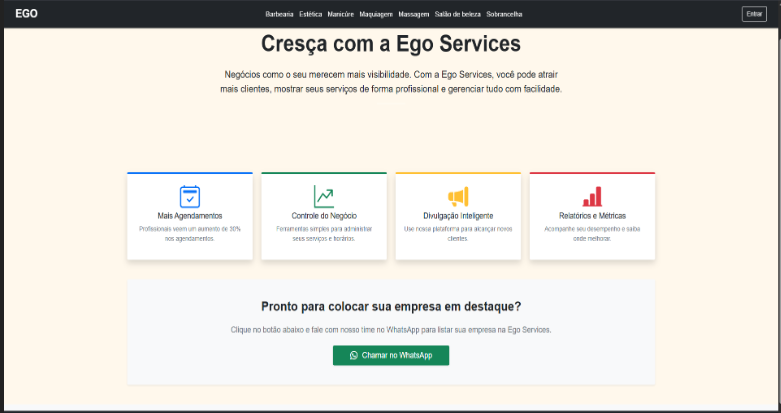 EGO
Barbearia Estética Manicúre Maquiagem Massagem Salão de beleza Sobrancelha
Entrar
Cresça com a Ego Services
Negócios como o seu merecem mais visibilidade. Com a Ego Services, você pode atrair
mais clientes, mostrar seus serviços de forma profissional e gerenciar tudo com facilidade.
Mais Agendamentos
Profissionais veem um aumento de 30%
nos agendamentos.
Controle do Negócio
Ferramentas simples para administrar
seus serviços e horários.
Divulgação Inteligente
Use nossa plataforma para alcançar novos
clientes.
Relatórios e Métricas
Acompanhe seu desempenho e saiba
onde melhorar.
Pronto para colocar sua empresa em destaque?
Clique no botão abaixo e fale com nosso time no WhatsApp para listar sua empresa na Ego Services.
Chamar no WhatsApp